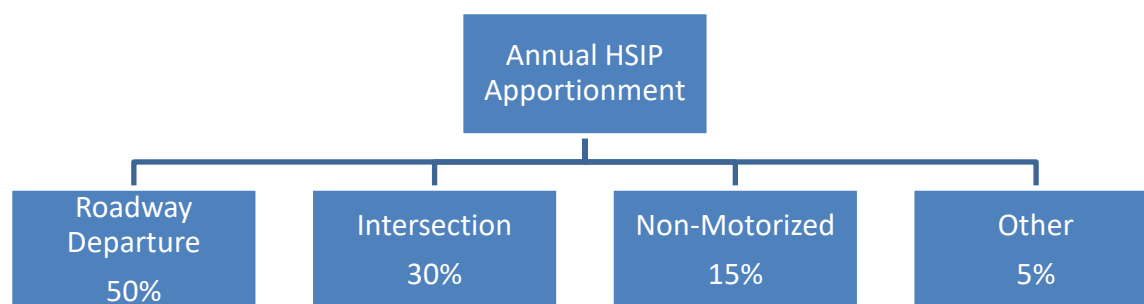 Annual HSIP
Apportionment
Roadway
Departure
50%
Intersection
30%
Non-Motorized
15%
Other
5%